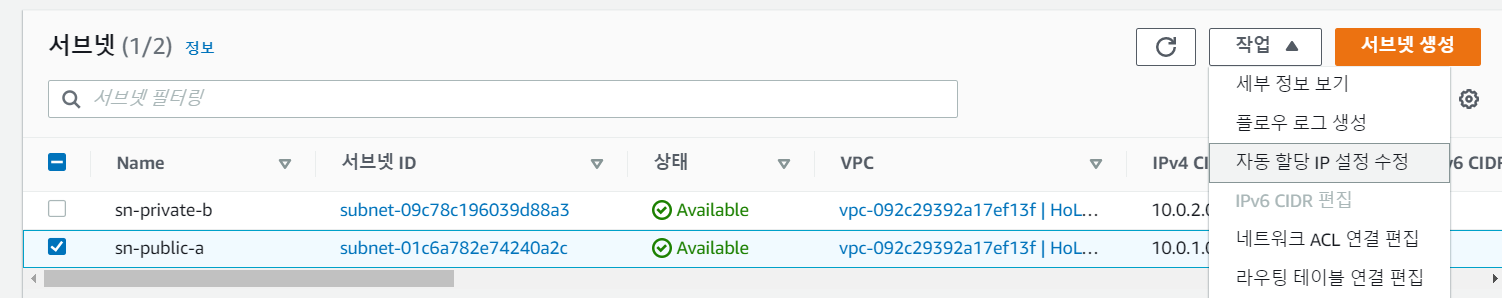 서브넷 (1/2) 정보
작업 ▲
서브넷 생성
서브넷 필터링
세부 정보 보기
플로우 로그 생성
자동 할당 IP 설정 수정
IPv6 CIDR 편집
네트워크 ACL 연결 편집
라우팅 테이블 연결 편집
Name 서브넷 ID 상태 VPC IPv4 CI v6 CIDR
sn-private-b subnet-09c78c196039d88a3 Available vpc-092c29392a17ef13f | HoL… 10.0.2.0
sn-public-a subnet-01c6a782e74240a2c Available vpc-092c29392a17ef13f | HoL… 10.0.1.0